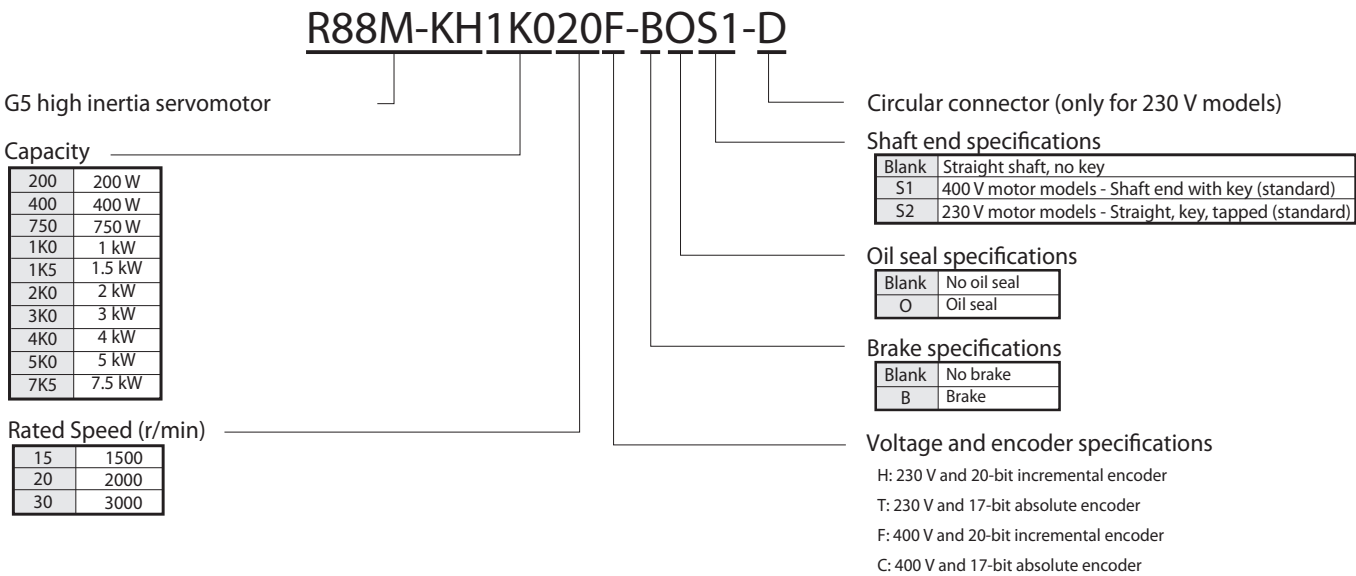 R88M-KH1K020F-BOS1-D
G5 high inertia servomotor
Capacity
200 200 W
400 400 W
750 750 W
1K0 1 kW
1K5 1.5 kW
2K0 2 kW
3K0 3 kW
4K0 4 kW
5K0 5 kW
7K5 7.5 kW
Rated Speed (r/min)
15 1500
20 2000
30 3000
Circular connector (only for 230 V models)
Shaft end specifications
Blank Straight shaft, no key
S1 400 V motor models - Shaft end with key (standard)
S2 230 V motor models - Straight, key, tapped (standard)
Oil seal specifications
Blank No oil seal
O Oil seal
Brake specifications
Blank No brake
B Brake
Voltage and encoder specifications
H: 230 V and 20-bit incremental encoder
T: 230 V and 17-bit absolute encoder
F: 400 V and 20-bit incremental encoder
C: 400 V and 17-bit absolute encoder